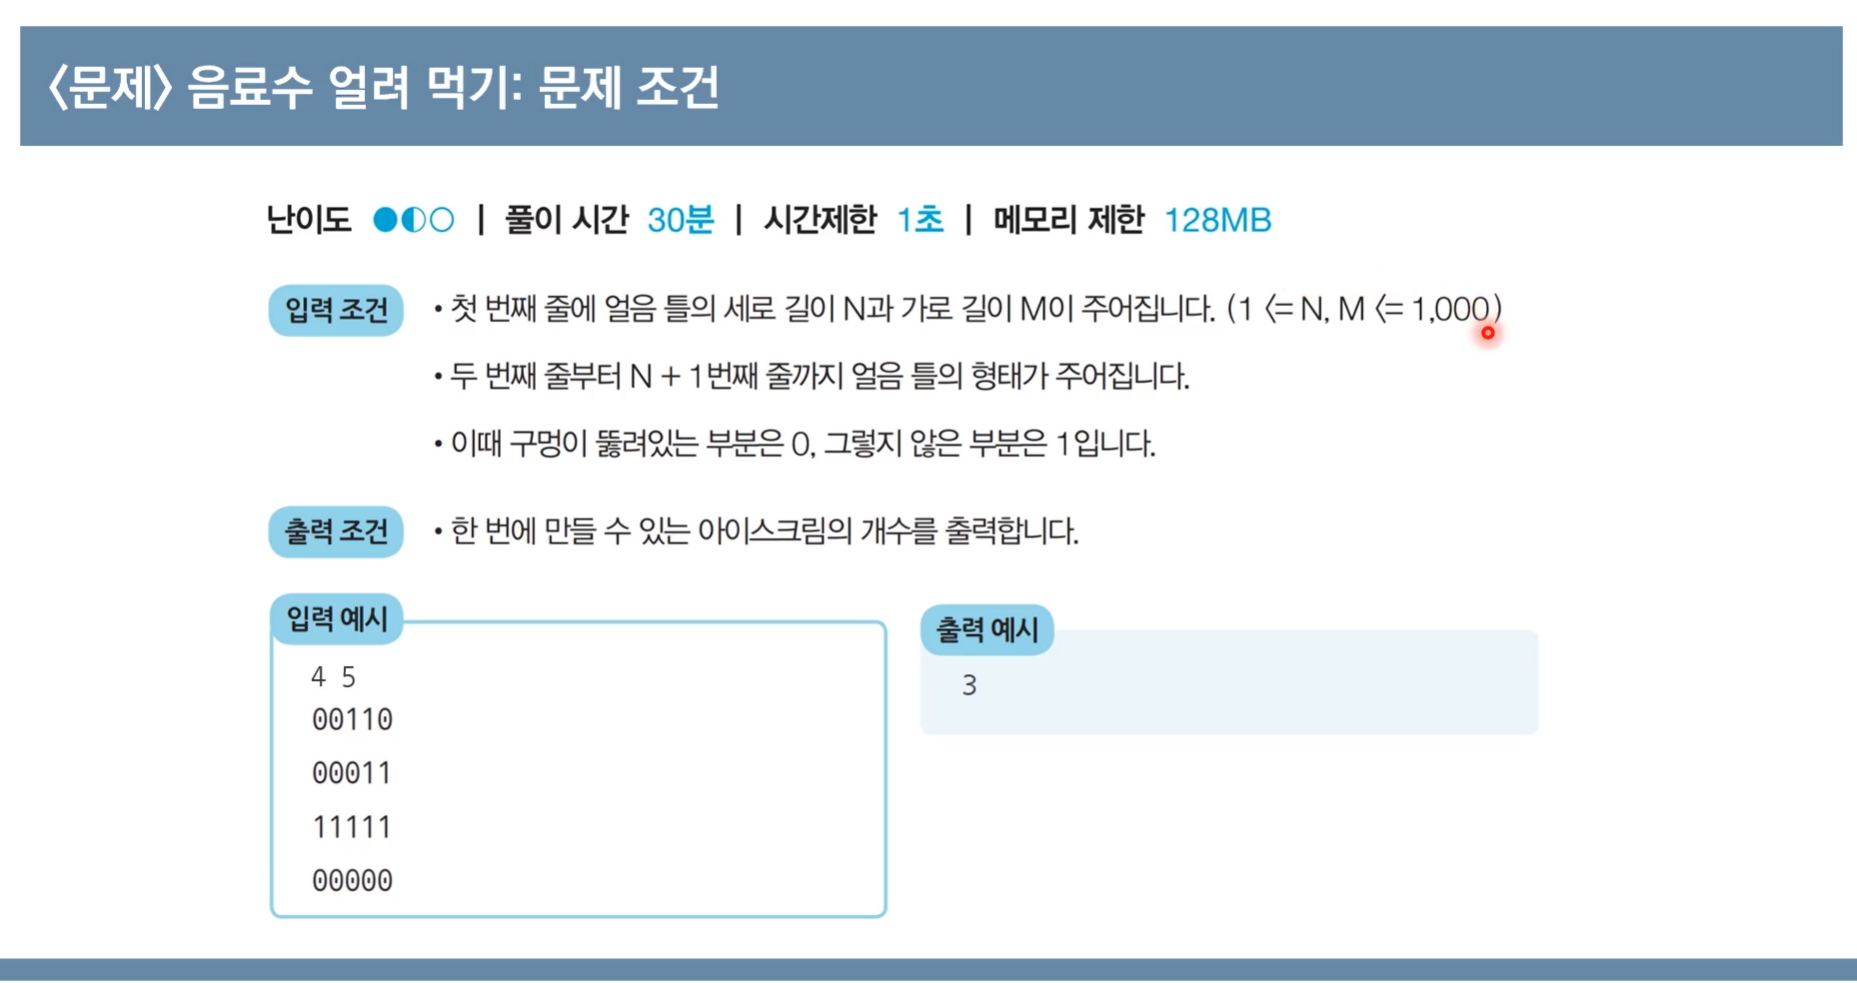 〈문제〉 음료수 얼려 먹기: 문제 조건
난이도 | 풀이 시간 30분 | 시간제한 1초 | 메모리 제한 128MB
입력 조건 • 첫 번째 줄에 얼음 틀의 세로 길이 N과 가로 길이 M이 주어집니다. (1 <= N, M <= 1,000)
• 두 번째 줄부터 N + 1번째 줄까지 얼음 틀의 형태가 주어집니다.
• 이때 구멍이 뚫려있는 부분은 0, 그렇지 않은 부분은 1입니다.
출력 조건 • 한 번에 만들 수 있는 아이스크림의 개수를 출력합니다.
입력 예시
4 5
00110
00011
11111
00000
출력 예시
3